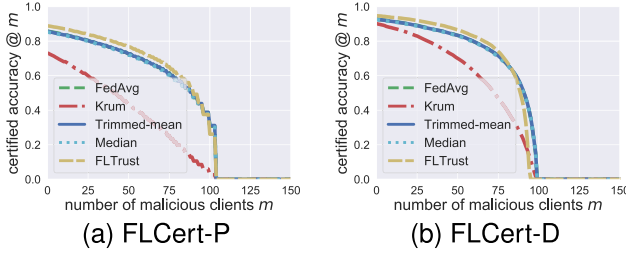 certified accuracy @ m
1.0
0.8
0.6
0.4
0.2
0.0
FedAvg
Krum
Trimmed-mean
Median
FLTrust
0 25 50 75 100 125 150
number of malicious clients m
(a) FLCert-P
certified accuracy @ m
1.0
0.8
0.6
0.4
0.2
0.0
FedAvg
Krum
Trimmed-mean
Median
FLTrust
0 25 50 75 100 125 150
number of malicious clients m
(b) FLCert-D